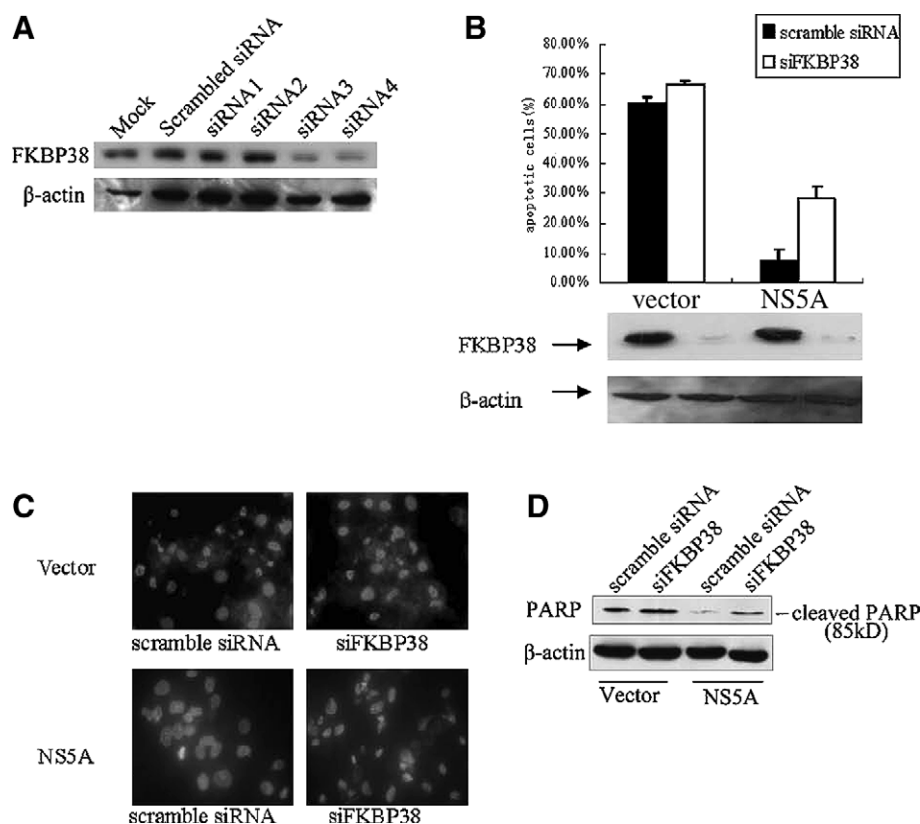 A
Mock
Scrambled siRNA
siRNA1
siRNA2
siRNA3
siRNA4
FKBP38
β-actin
B
scramble siRNA
siFKBP38
80.00%
70.00%
60.00%
50.00%
40.00%
30.00%
20.00%
10.00%
0.00%
apoptotic cells(%)
vector NS5A
FKBP38
β-actin
C
Vector
scramble siRNA siFKBP38
NS5A
scramble siRNA siFKBP38
D
scramble siRNA
siFKBP38
scramble siRNA
siFKBP38
PARP
cleaved PARP
(85kD)
β-actin
Vector NS5A